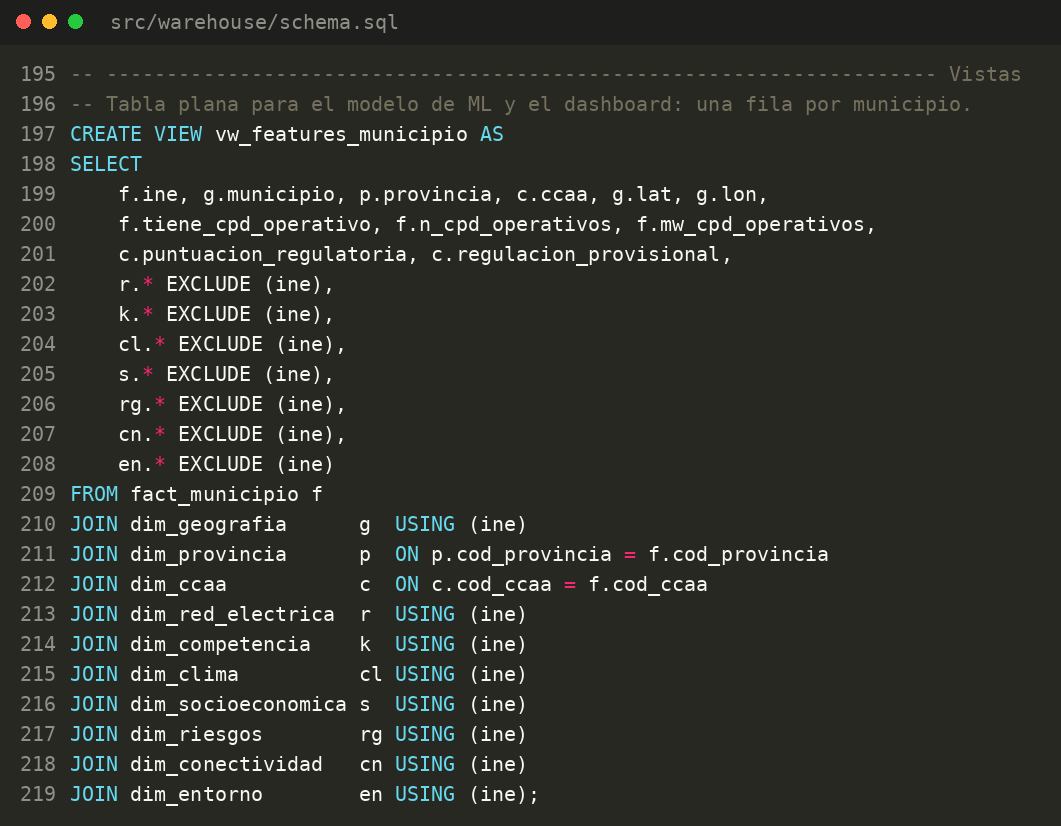 src/warehouse/schema.sql
195 -- --------------------------------------------------------------------- Vistas
196 -- Tabla plana para el modelo de ML y el dashboard: una fila por municipio.
197 CREATE VIEW vw_features_municipio AS
198 SELECT
199     f.ine, g.municipio, p.provincia, c.ccaa, g.lat, g.lon,
200     f.tiene_cpd_operativo, f.n_cpd_operativos, f.mw_cpd_operativos,
201     c.puntuacion_regulatoria, c.regulacion_provisional,
202     r.* EXCLUDE (ine),
203     k.* EXCLUDE (ine),
204     cl.* EXCLUDE (ine),
205     s.* EXCLUDE (ine),
206     rg.* EXCLUDE (ine),
207     cn.* EXCLUDE (ine),
208     en.* EXCLUDE (ine)
209 FROM fact_municipio f
210 JOIN dim_geografia      g  USING (ine)
211 JOIN dim_provincia      p  ON p.cod_provincia = f.cod_provincia
212 JOIN dim_ccaa           c  ON c.cod_ccaa = f.cod_ccaa
213 JOIN dim_red_electrica  r  USING (ine)
214 JOIN dim_competencia    k  USING (ine)
215 JOIN dim_clima          cl USING (ine)
216 JOIN dim_socioeconomica s  USING (ine)
217 JOIN dim_riesgos        rg USING (ine)
218 JOIN dim_conectividad   cn USING (ine)
219 JOIN dim_entorno        en USING (ine);